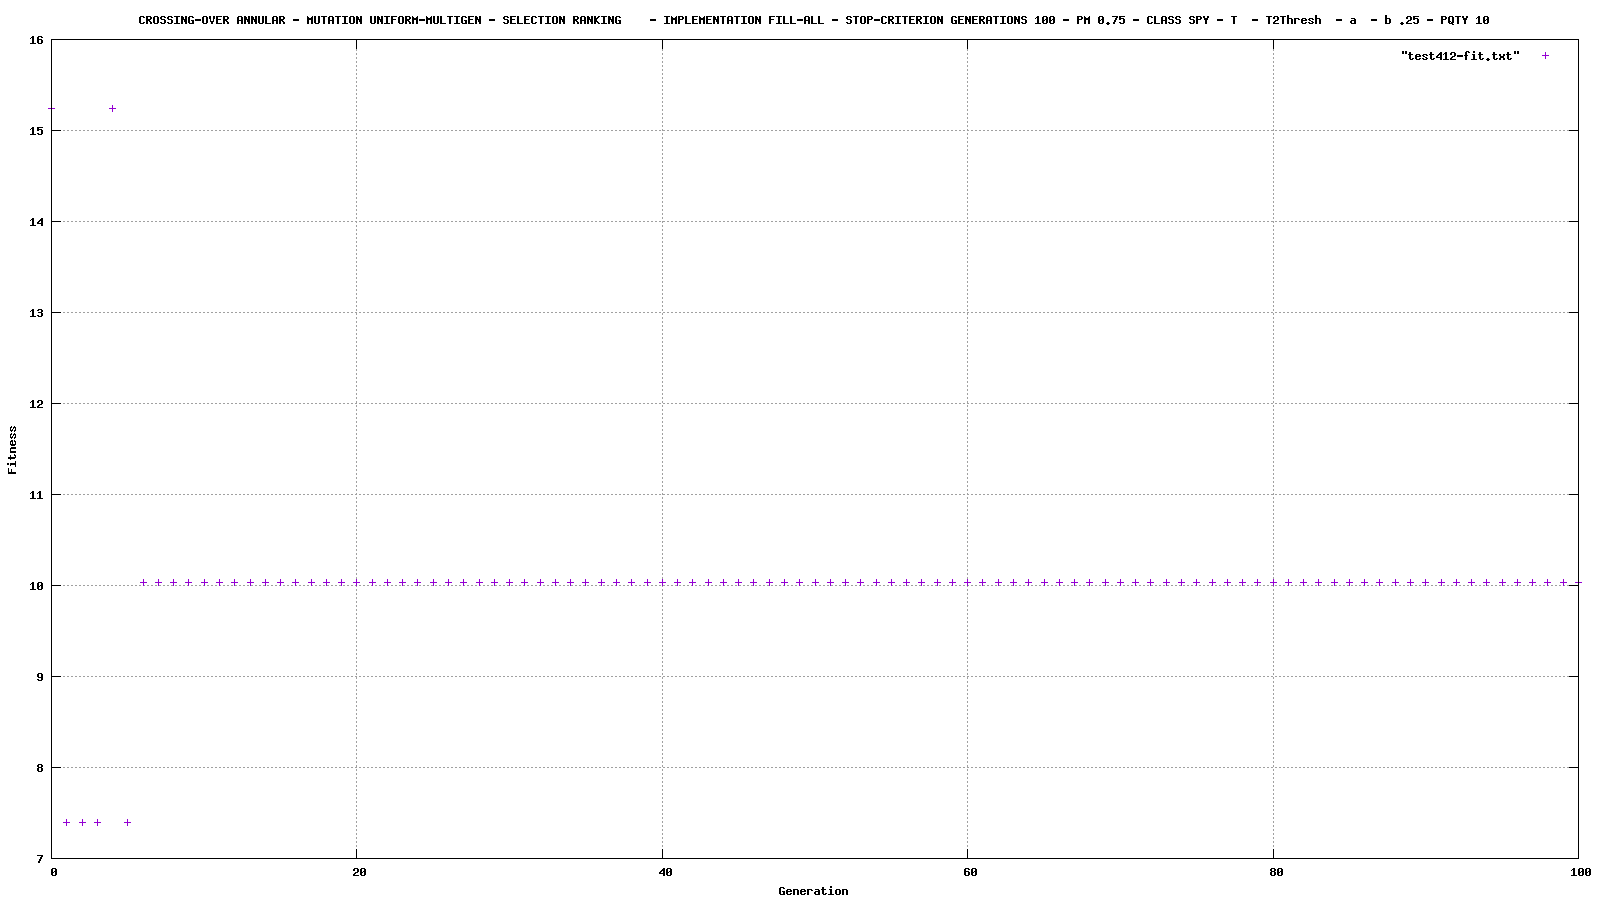 CROSSING-OVER ANNULAR - MUTATION UNIFORM-MULTIGEN - SELECTION RANKING    - IMPLEMENTATION FILL-ALL - STOP-CRITERION GENERATIONS 100 - PM 0.75 - CLASS SPY - T  - T2Thresh  - a  - b .25 - PQTY 10
"test412-fit.txt"
16
15
14
13
12
11
10
9
8
7
Fitness
0 20 40 60 80 100
Generation